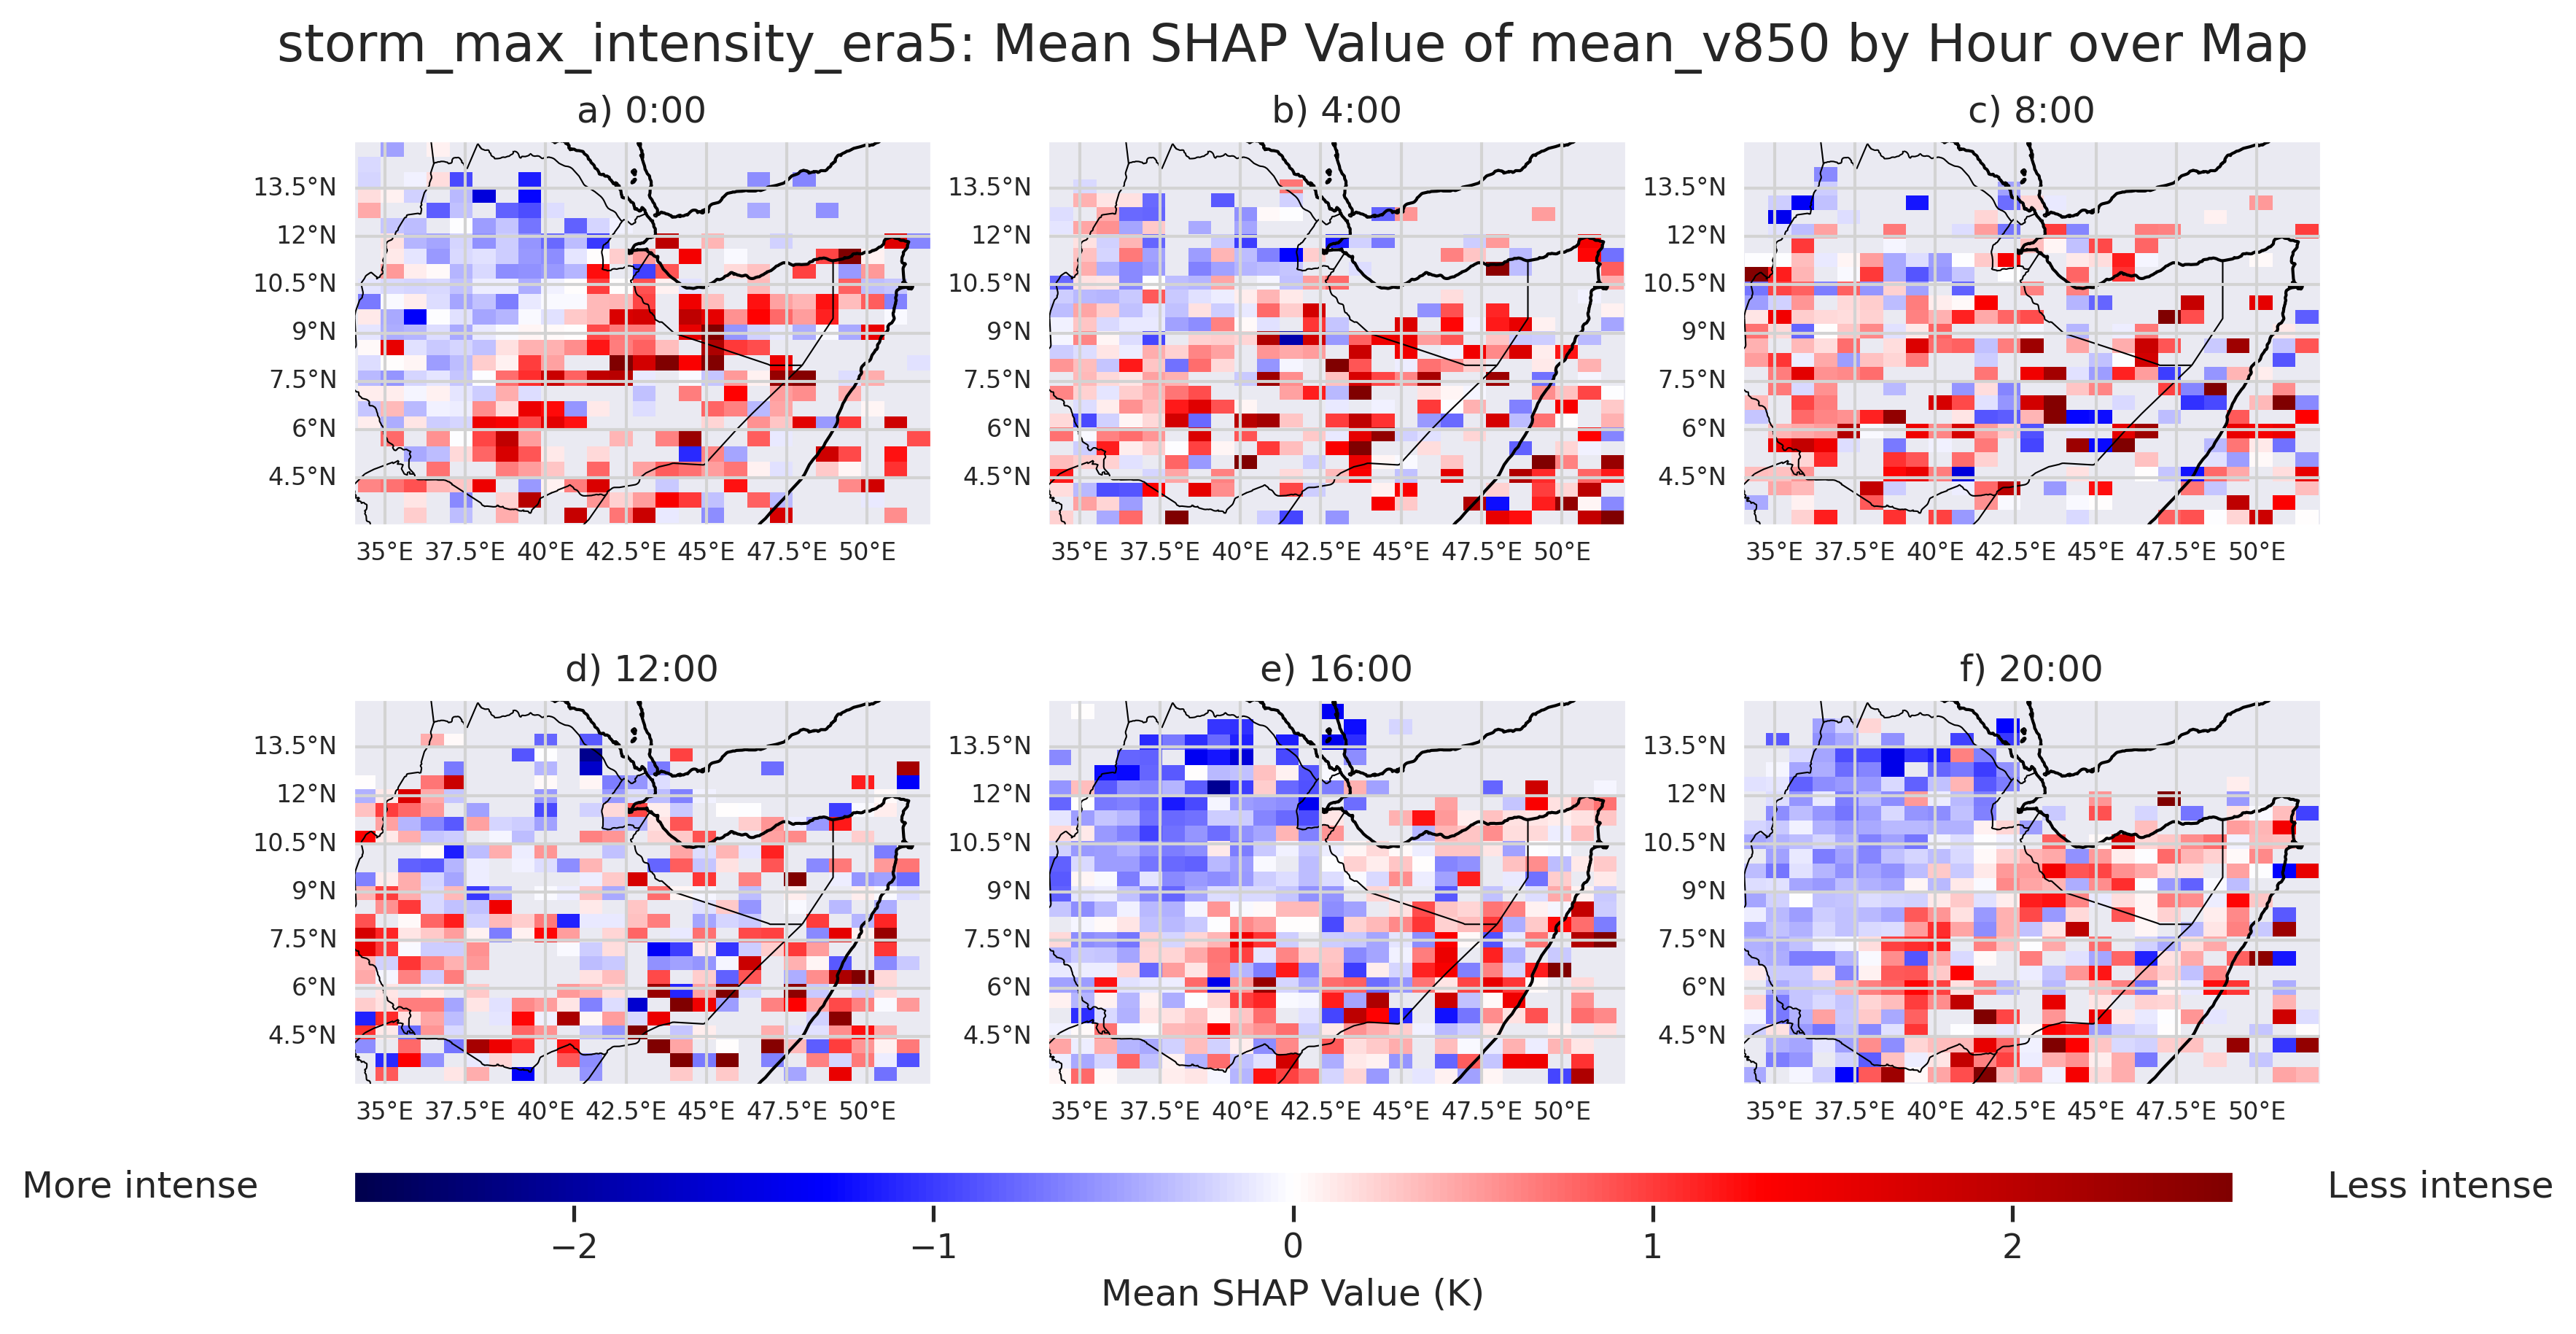 storm_max_intensity_era5: Mean SHAP Value of mean_v850 by Hour over Map
a) 0:00
b) 4:00
c) 8:00
13.5°N
12°N
10.5°N
9°N
7.5°N
6°N
4.5°N
35°E 37.5°E 40°E 42.5°E 45°E 47.5°E 50°E
13.5°N
12°N
10.5°N
9°N
7.5°N
6°N
4.5°N
35°E 37.5°E 40°E 42.5°E 45°E 47.5°E 50°E
13.5°N
12°N
10.5°N
9°N
7.5°N
6°N
4.5°N
35°E 37.5°E 40°E 42.5°E 45°E 47.5°E 50°E
d) 12:00
e) 16:00
f) 20:00
13.5°N
12°N
10.5°N
9°N
7.5°N
6°N
4.5°N
35°E 37.5°E 40°E 42.5°E 45°E 47.5°E 50°E
13.5°N
12°N
10.5°N
9°N
7.5°N
6°N
4.5°N
35°E 37.5°E 40°E 42.5°E 45°E 47.5°E 50°E
13.5°N
12°N
10.5°N
9°N
7.5°N
6°N
4.5°N
35°E 37.5°E 40°E 42.5°E 45°E 47.5°E 50°E
More intense
Less intense
−2 −1 0 1 2
Mean SHAP Value (K)